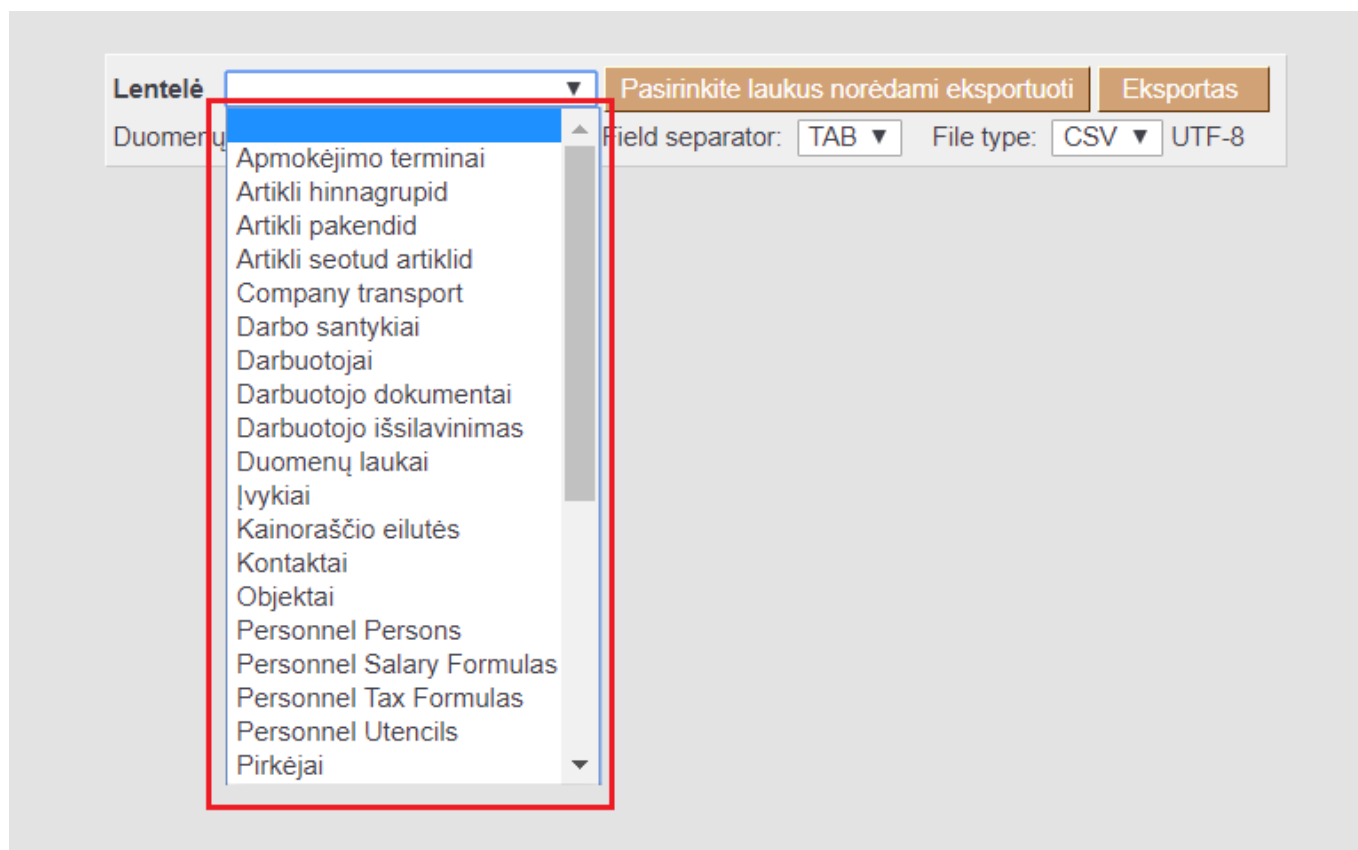 Lentelė Pasirinkite laukus norėdami eksportuoti Eksportas
Duomenų Field separator: TAB File type: CSV UTF-8
Apmokėjimo terminai
Artikli hinnagrupid
Artikli pakendid
Artikli seotud artiklid
Company transport
Darbo santykiai
Darbuotojai
Darbuotojo dokumentai
Darbuotojo išsilavinimas
Duomenų laukai
Įvykiai
Kainoraščio eilutės
Kontaktai
Objektai
Personnel Persons
Personnel Salary Formulas
Personnel Tax Formulas
Personnel Utencils
Pirkėjai